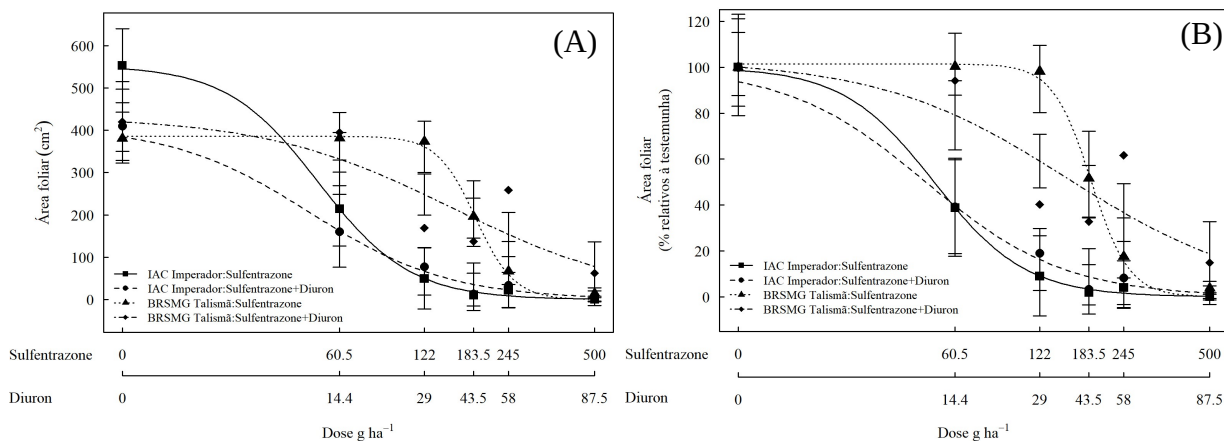 (A)
600
500
400
300
200
100
0
Área foliar (cm²)
IAC Imperador:Sulfentrazone
IAC Imperador:Sulfentrazone+Diuron
BRSMG Talismã:Sulfentrazone
BRSMG Talismã:Sulfentrazone+Diuron
Sulfentrazone 0 60.5 122 183.5 245 500
Diuron 0 14.4 29 43.5 58 87.5
Dose g ha⁻¹
(B)
120
100
80
60
40
20
0
Área foliar
(% relativos à testemunha)
IAC Imperador:Sulfentrazone
IAC Imperador:Sulfentrazone+Diuron
BRSMG Talismã:Sulfentrazone
BRSMG Talismã:Sulfentrazone+Diuron
Sulfentrazone 0 60.5 122 183.5 245 500
Diuron 0 14.4 29 43.5 58 87.5
Dose g ha⁻¹